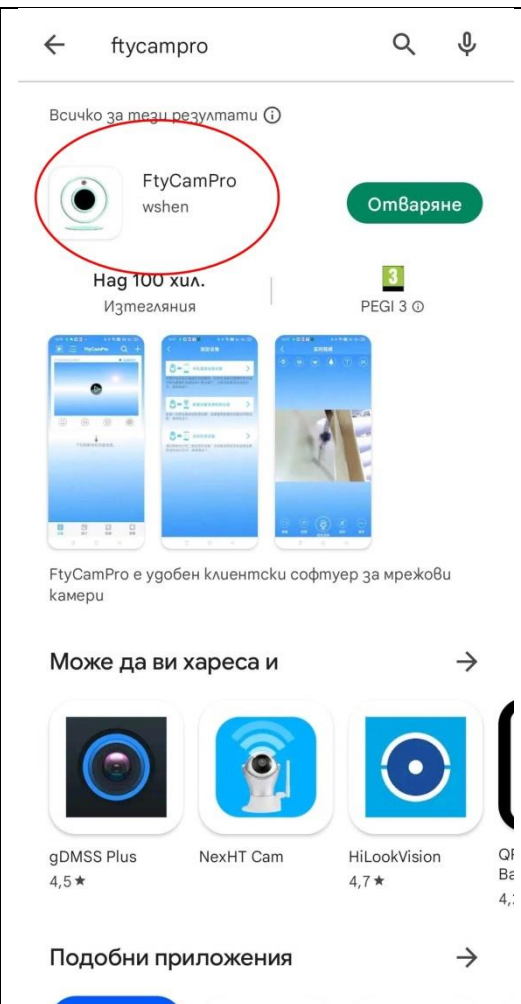 ftycampro
Всичко за тези резултати
FtyCamPro
wshen
Отваряне
Над 100 хил.
Изтегляния
3
PEGI 3
FtyCamPro е удобен клиентски софтуер за мрежови
камери
Може да ви хареса и
gDMSS Plus
NexHT Cam
HiLookVision
4,5★
4,7★
Подобни приложения